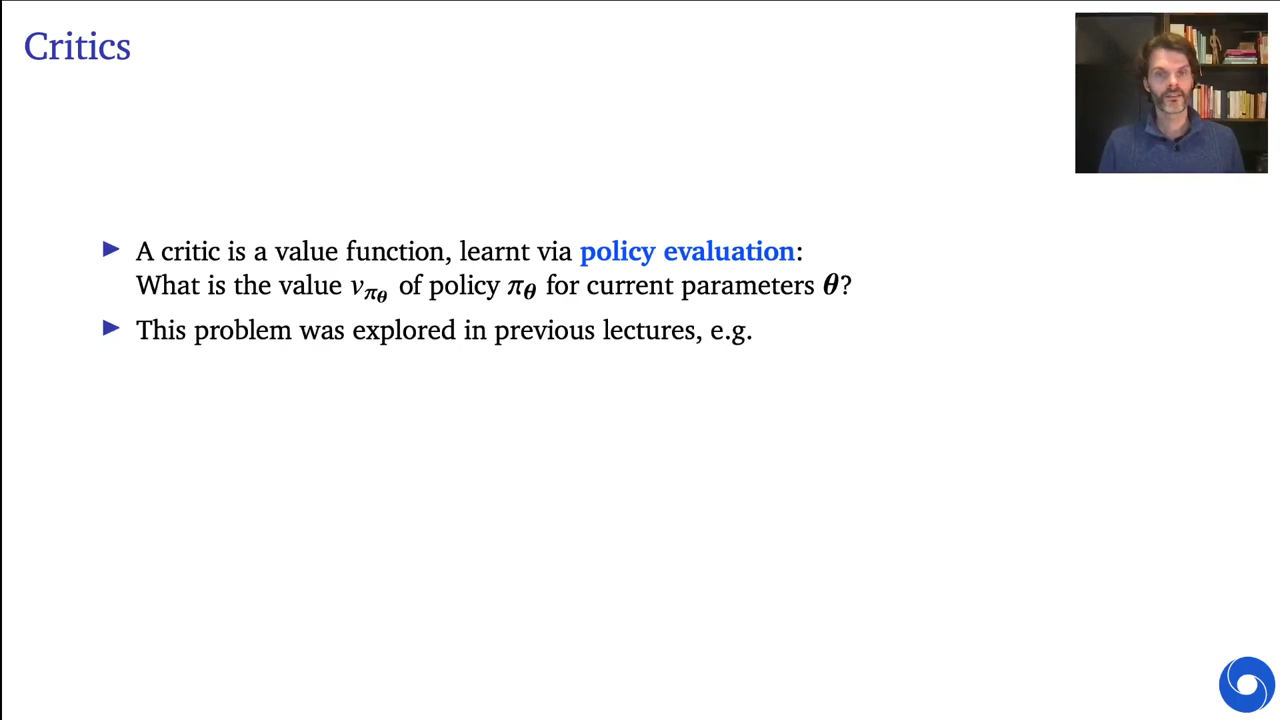 Critics
▶ A critic is a value function, learnt via policy evaluation:
What is the value v_{π_θ} of policy π_θ for current parameters θ?
▶ This problem was explored in previous lectures, e.g.